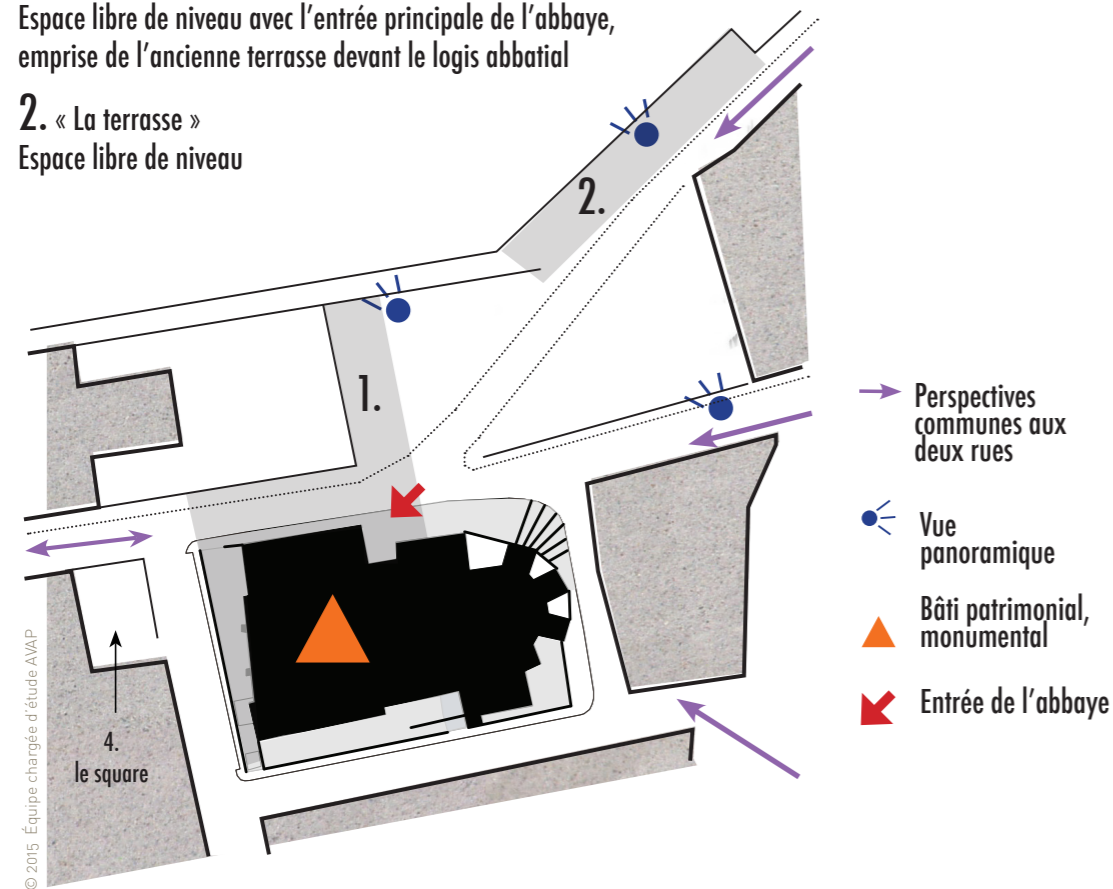 Espace libre de niveau avec l’entrée principale de l’abbaye,
emprise de l’ancienne terrasse devant le logis abbatial
2. « La terrasse »
Espace libre de niveau
2.
1.
4.
le square
Perspectives
communes aux
deux rues
Vue
panoramique
Bâti patrimonial,
monumental
Entrée de l’abbaye
© 2015 Équipe chargée d’étude AVAP